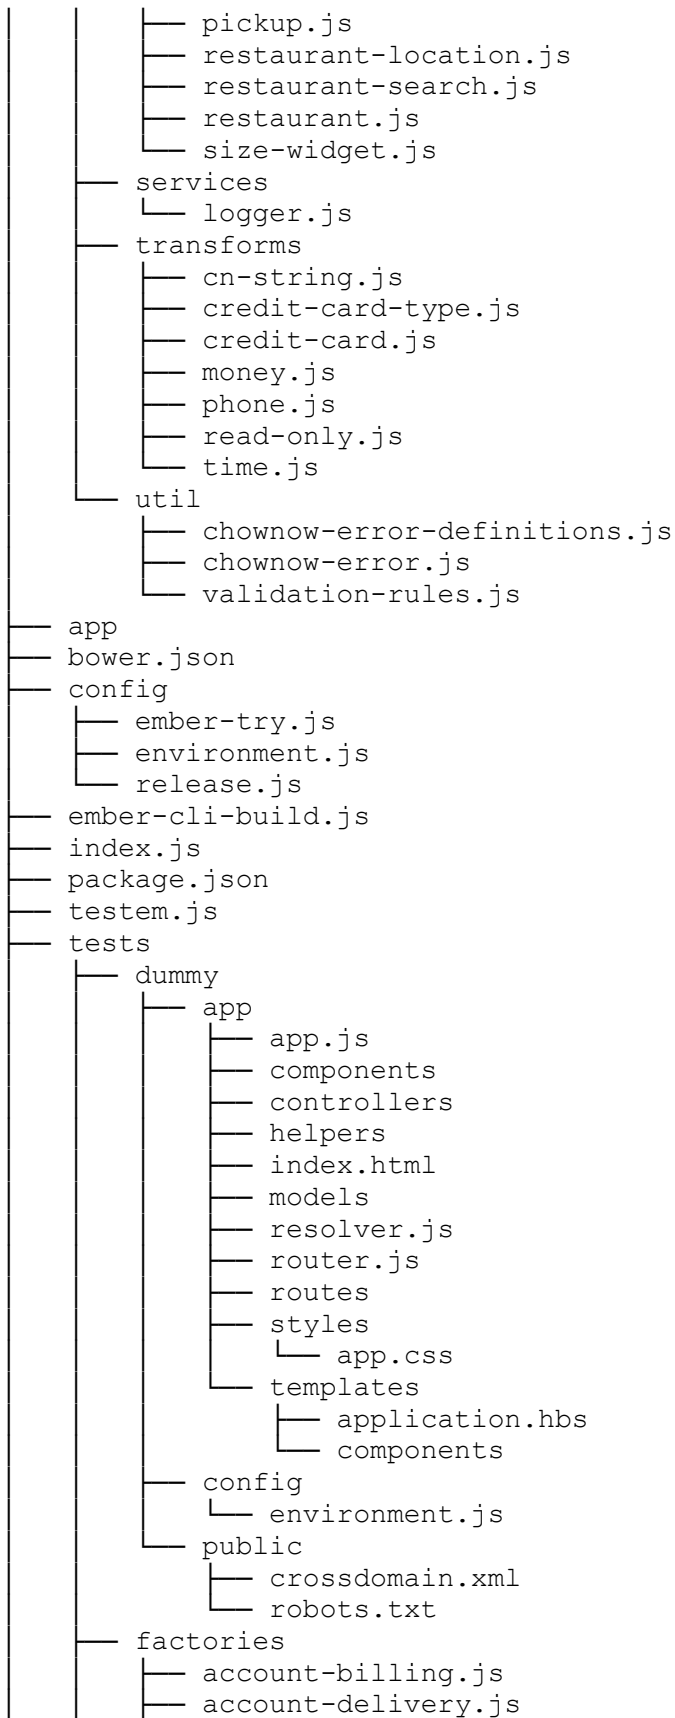 │   │   ├── pickup.js
│   │   ├── restaurant-location.js
│   │   ├── restaurant-search.js
│   │   ├── restaurant.js
│   │   └── size-widget.js
│   ├── services
│   │   └── logger.js
│   ├── transforms
│   │   ├── cn-string.js
│   │   ├── credit-card-type.js
│   │   ├── credit-card.js
│   │   ├── money.js
│   │   ├── phone.js
│   │   ├── read-only.js
│   │   └── time.js
│   └── util
│       ├── chownow-error-definitions.js
│       ├── chownow-error.js
│       └── validation-rules.js
├── app
├── bower.json
├── config
│   ├── ember-try.js
│   ├── environment.js
│   └── release.js
├── ember-cli-build.js
├── index.js
├── package.json
├── testem.js
├── tests
│   ├── dummy
│   │   ├── app
│   │   │   ├── app.js
│   │   │   ├── components
│   │   │   ├── controllers
│   │   │   ├── helpers
│   │   │   ├── index.html
│   │   │   ├── models
│   │   │   ├── resolver.js
│   │   │   ├── router.js
│   │   │   ├── routes
│   │   │   ├── styles
│   │   │   │   └── app.css
│   │   │   └── templates
│   │   │       ├── application.hbs
│   │   │       └── components
│   │   ├── config
│   │   │   └── environment.js
│   │   └── public
│   │       ├── crossdomain.xml
│   │       └── robots.txt
│   ├── factories
│   │   ├── account-billing.js
│   │   ├── account-delivery.js